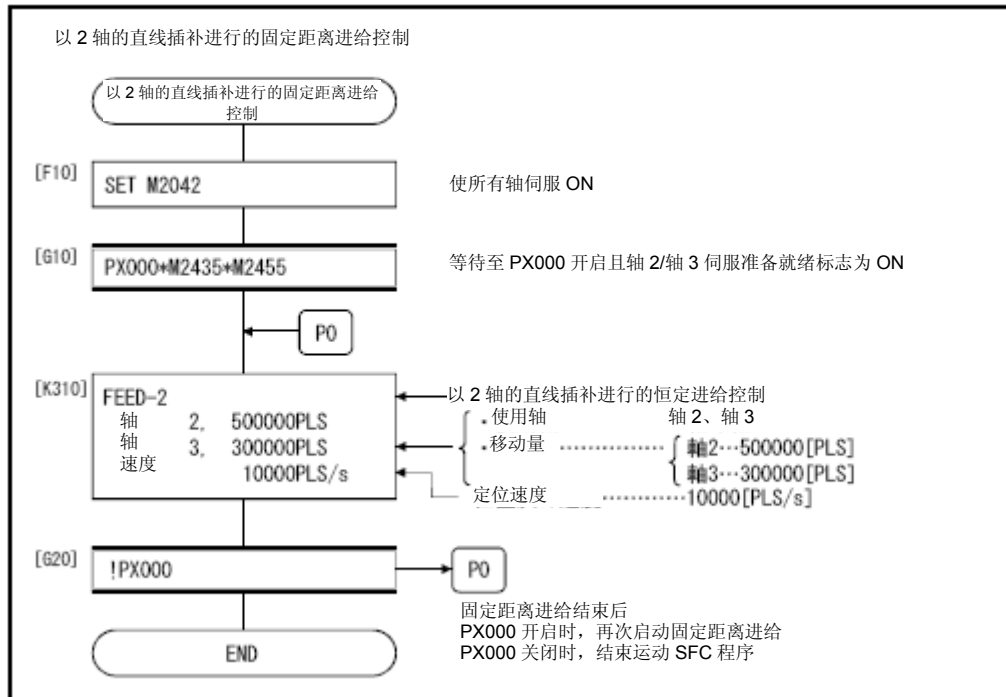 以 2 轴的直线插补进行的固定距离进给控制
以 2 轴的直线插补进行的固定距离进给
控制
[F10]
SET M2042
使所有轴伺服 ON
[G10]
PX000*M2435*M2455
等待至 PX000 开启且轴 2/轴 3 伺服准备就绪标志为 ON
P0
[K310]
FEED-2
轴 2, 500000PLS
轴 3, 300000PLS
速度 10000PLS/s
以 2 轴的直线插补进行的恒定进给控制
.使用轴 轴 2、轴 3
.移动量 ⋯⋯⋯⋯⋯ 軸2⋯500000[PLS]
軸3⋯300000[PLS]
定位速度 ⋯⋯⋯⋯10000[PLS/s]
[G20]
!PX000
P0
固定距离进给结束后
PX000 开启时，再次启动固定距离进给
PX000 关闭时，结束运动 SFC 程序
END